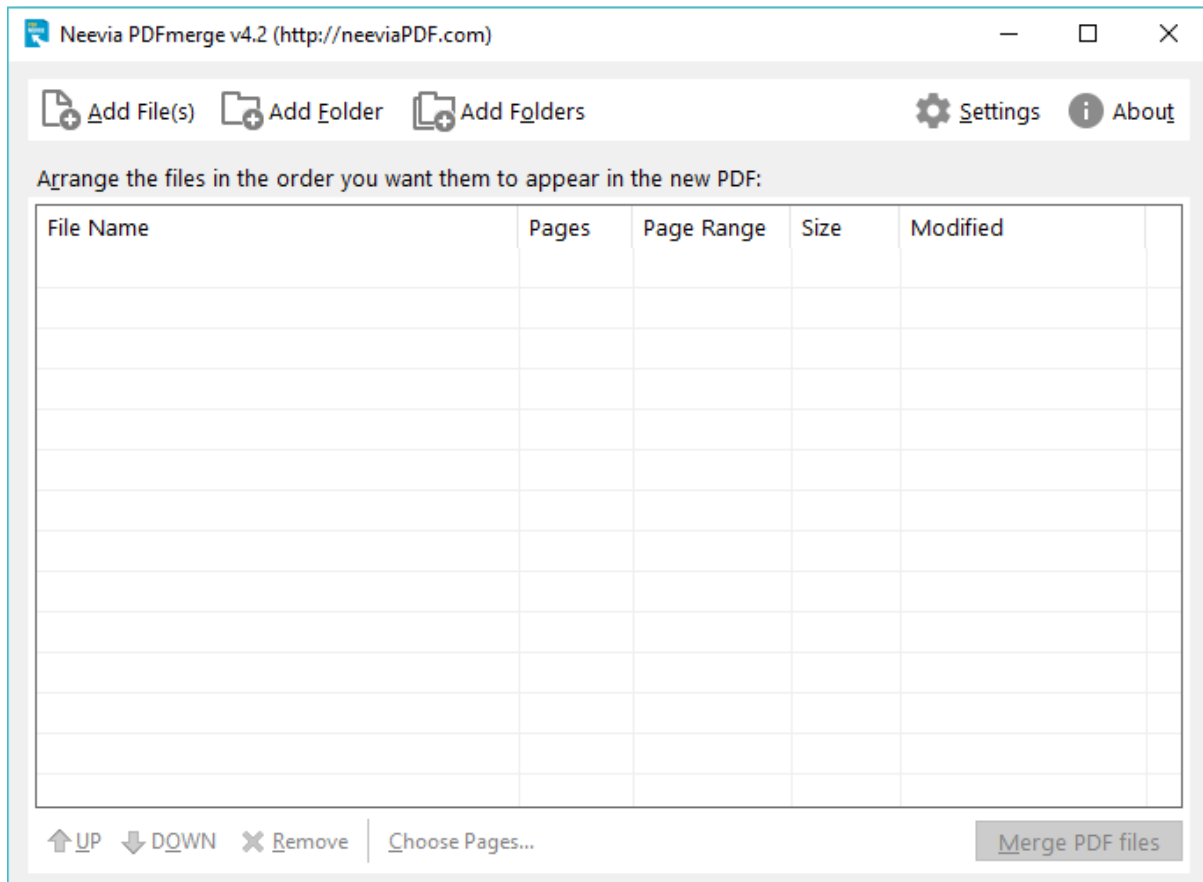 Neevia PDFmerge v4.2 (http://neeviaPDF.com)
Add File(s) Add Folder Add Folders Settings i About
Arrange the files in the order you want them to appear in the new PDF:
File Name Pages Page Range Size Modified
UP DOWN Remove Choose Pages... Merge PDF files